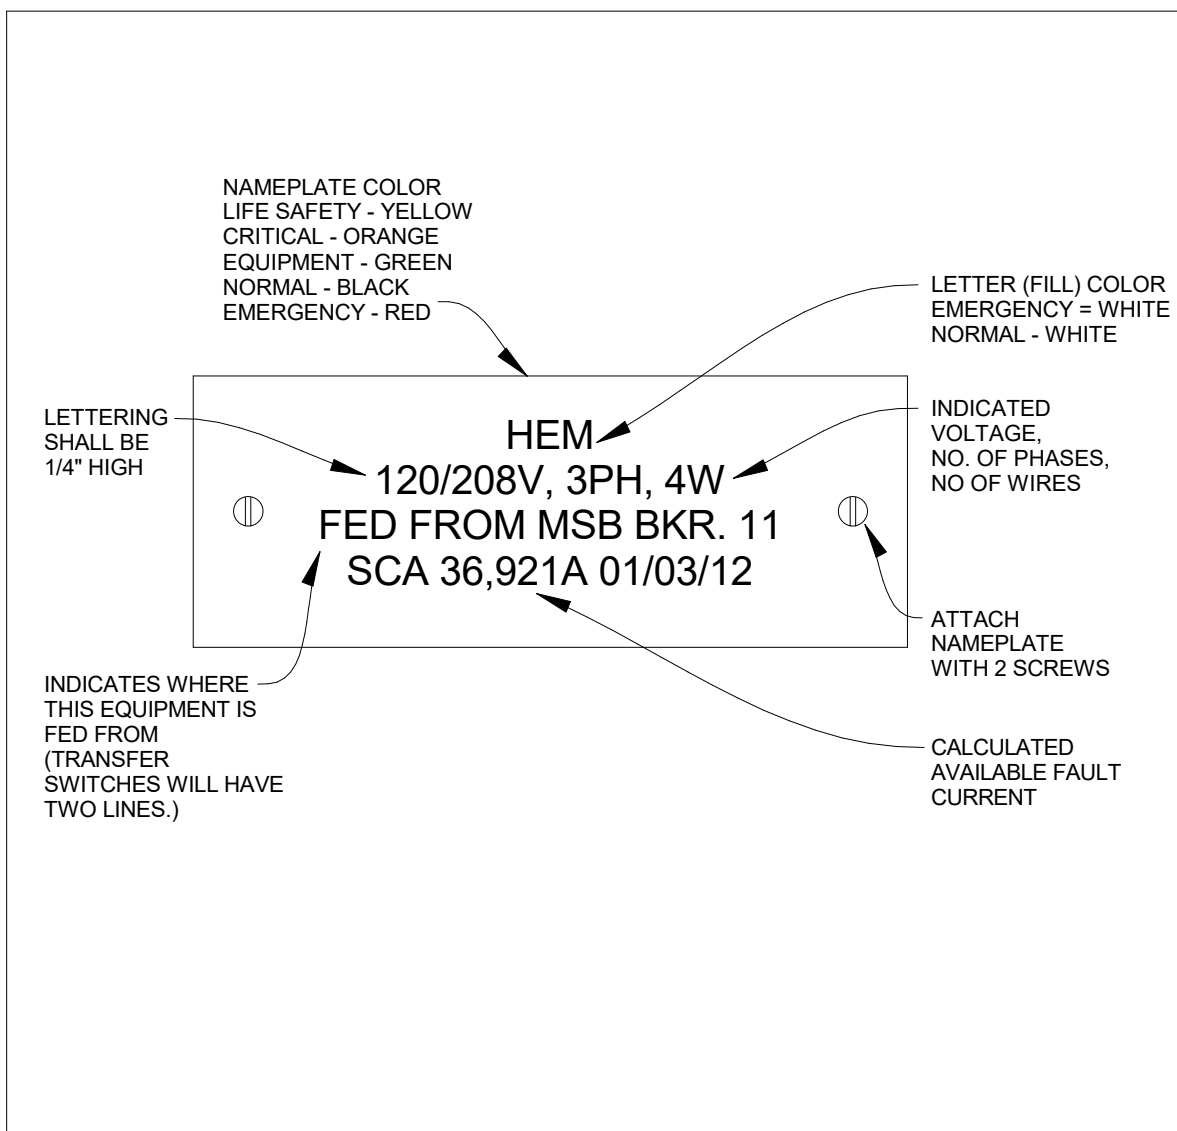 NAMEPLATE COLOR
LIFE SAFETY - YELLOW
CRITICAL - ORANGE
EQUIPMENT - GREEN
NORMAL - BLACK
EMERGENCY - RED
LETTER (FILL) COLOR
EMERGENCY = WHITE
NORMAL - WHITE
LETTERING
SHALL BE
1/4" HIGH
HEM
120/208V, 3PH, 4W
FED FROM MSB BKR. 11
SCA 36,921A 01/03/12
INDICATED
VOLTAGE,
NO. OF PHASES,
NO OF WIRES
ATTACH
NAMEPLATE
WITH 2 SCREWS
INDICATES WHERE
THIS EQUIPMENT IS
FED FROM
(TRANSFER
SWITCHES WILL HAVE
TWO LINES.)
CALCULATED
AVAILABLE FAULT
CURRENT